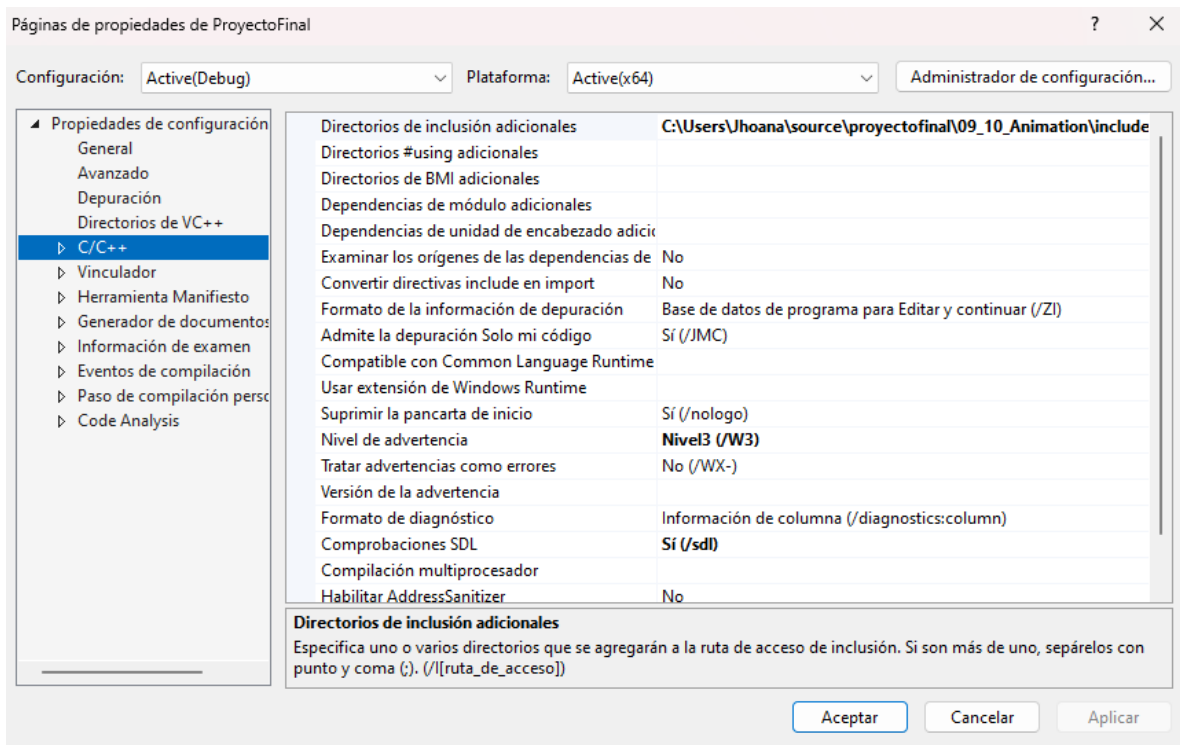 Páginas de propiedades de ProyectoFinal
?
Configuración: Active(Debug) Plataforma: Active(x64) Administrador de configuración...
Propiedades de configuración
General
Avanzado
Depuración
Directorios de VC++
C/C++
Vinculador
Herramienta Manifiesto
Generador de documentos
Información de examen
Eventos de compilación
Paso de compilación perso
Code Analysis
Directorios de inclusión adicionales C:\Users\Jhoana\source\proyectofinal\09_10_Animation\include
Directorios #using adicionales
Directorios de BMI adicionales
Dependencias de módulo adicionales
Dependencias de unidad de encabezado adici
Examinar los orígenes de las dependencias de No
Convertir directivas include en import No
Formato de la información de depuración Base de datos de programa para Editar y continuar (/ZI)
Admite la depuración Solo mi código Sí (/JMC)
Compatible con Common Language Runtime
Usar extensión de Windows Runtime
Suprimir la pancarta de inicio Sí (/nologo)
Nivel de advertencia Nivel3 (/W3)
Tratar advertencias como errores No (/WX-)
Versión de la advertencia
Formato de diagnóstico Información de columna (/diagnostics:column)
Comprobaciones SDL Sí (/sdl)
Compilación multiprocesador
Habilitar AddressSanitizer No
Directorios de inclusión adicionales
Especifica uno o varios directorios que se agregarán a la ruta de acceso de inclusión. Si son más de uno, sepárelos con
punto y coma (;). (/I[ruta_de_acceso])
Aceptar Cancelar Aplicar